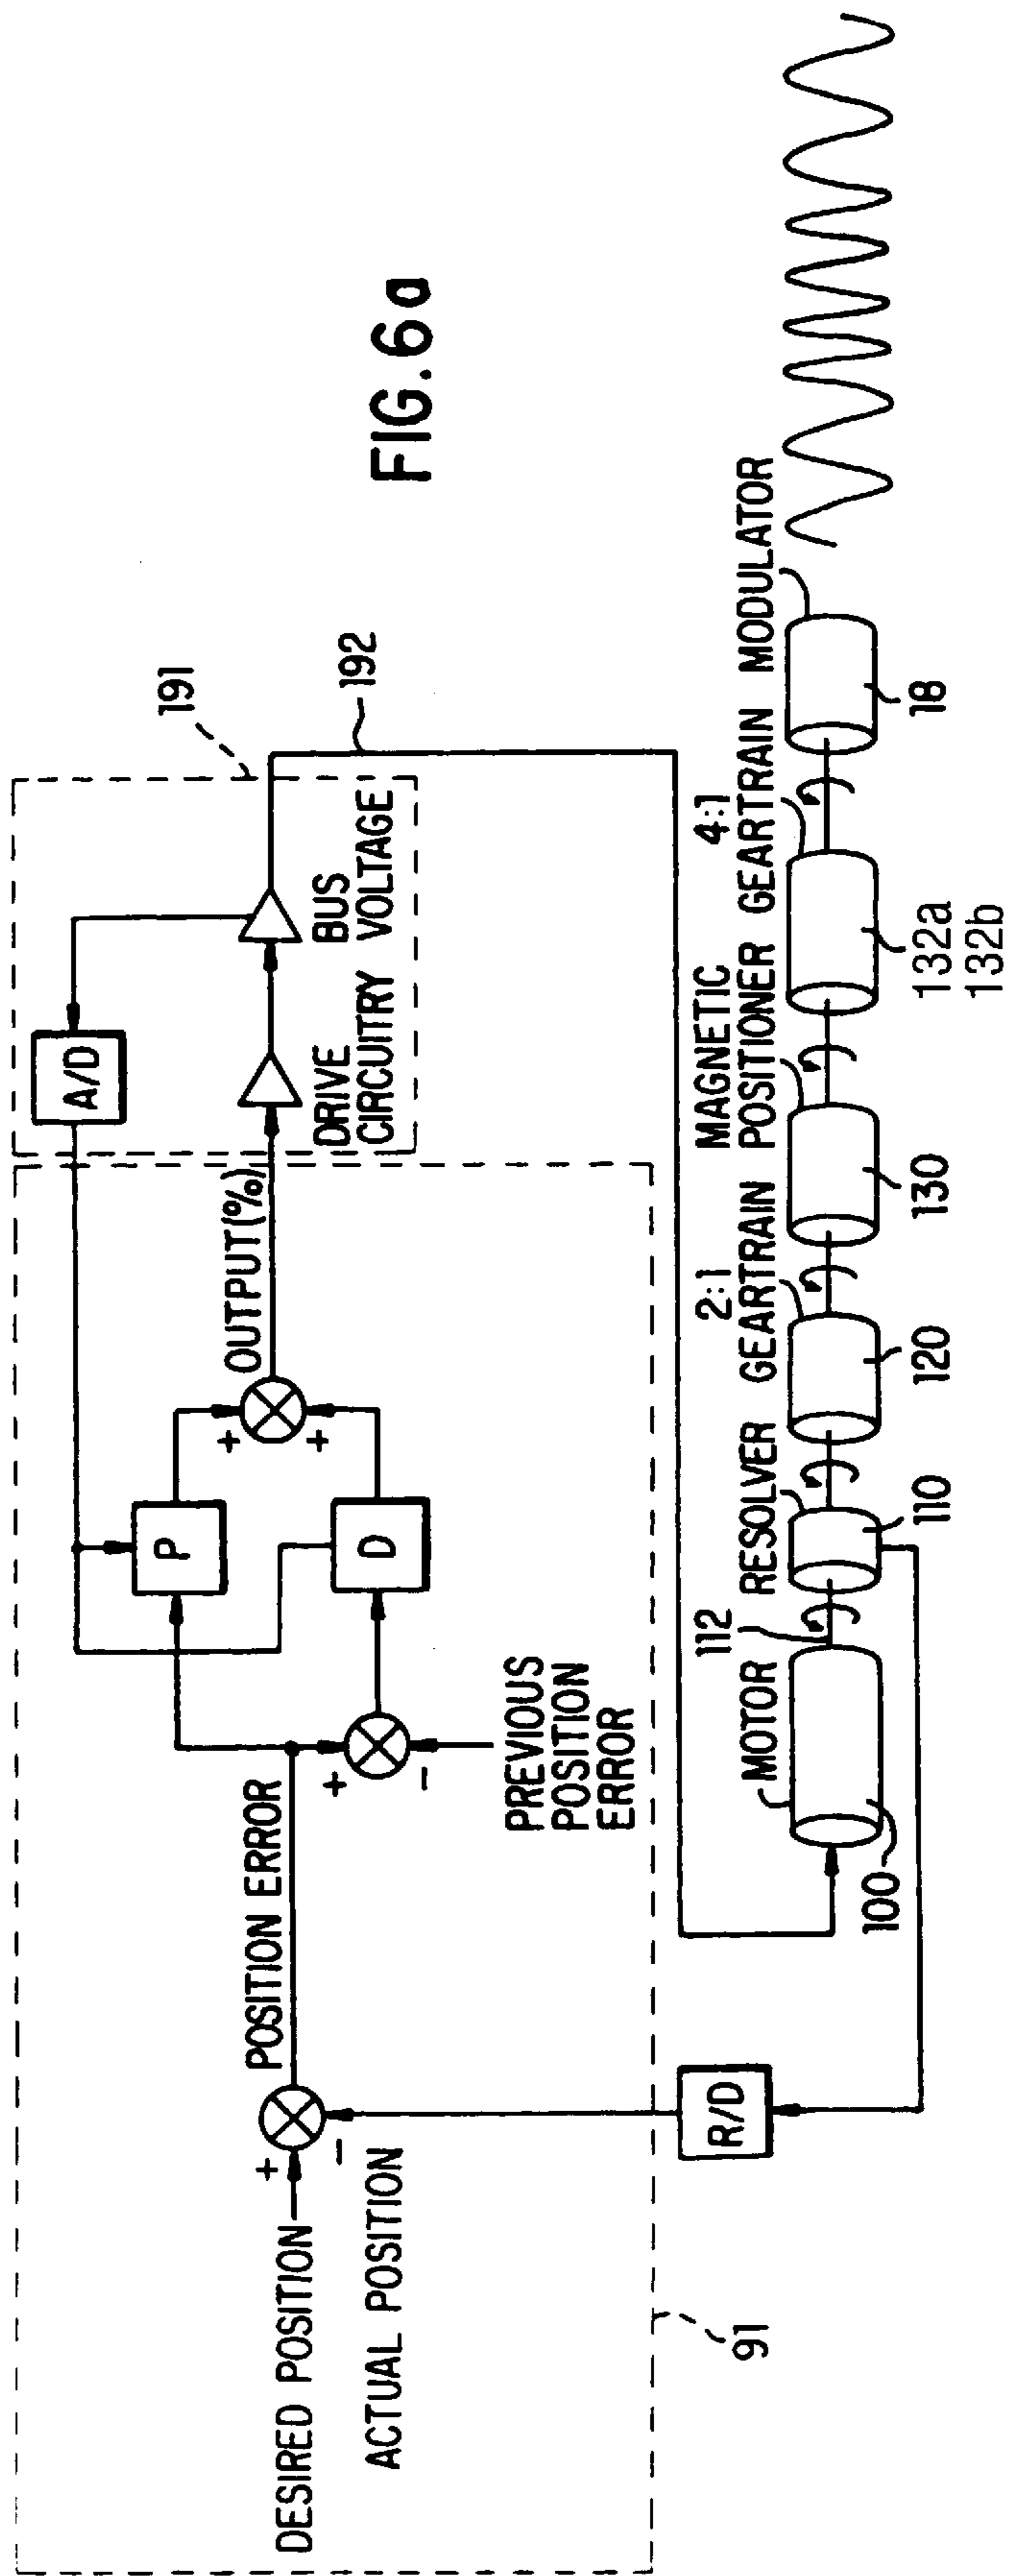 FIG. 6a
191
A/D
BUS
VOLTAGE
DRIVE
CIRCUITRY
192
OUTPUT(%)
P
+
+
D
POSITION ERROR
+
-
PREVIOUS
POSITION
ERROR
DESIRED POSITION
+
-
ACTUAL POSITION
91
R/D
MOTOR
112
RESOLVER
2:1
GEARTRAIN
MAGNETIC
POSITIONER
4:1
GEARTRAIN
MODULATOR
100
110
120
130
132a
132b
18